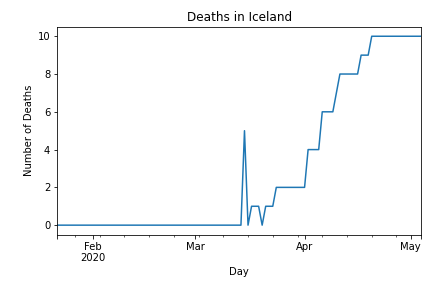 Deaths in Iceland
10
8
6
4
2
0
Number of Deaths
Feb
2020
Mar
Apr
May
Day